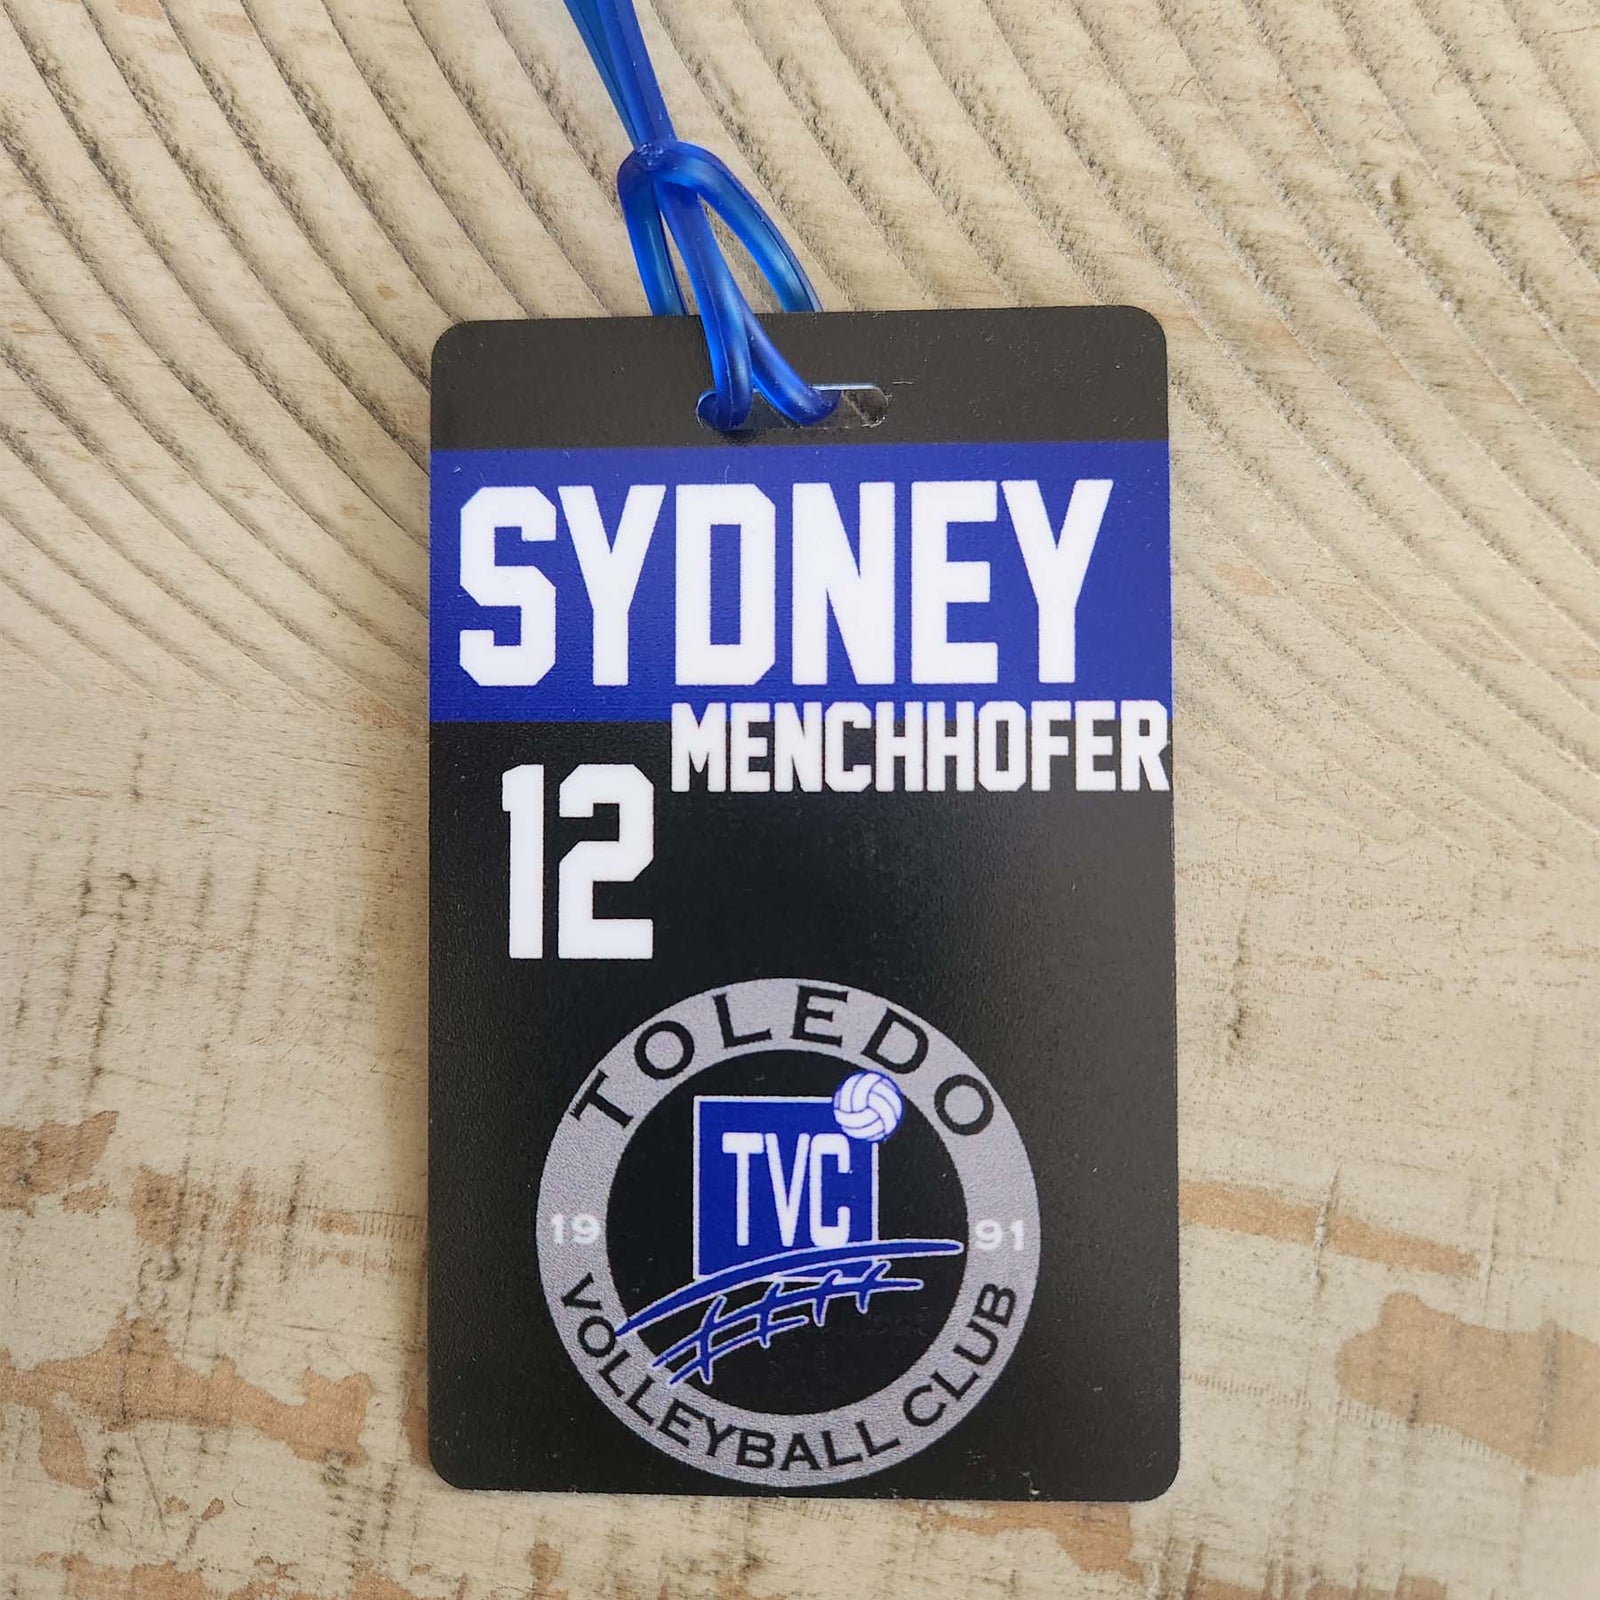 SYDNEY
MENCHHOFER
12
TOLEDO
TVC
19 91
VOLLEYBALL CLUB